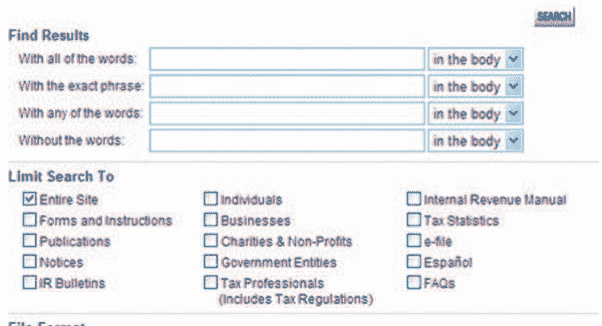 SEARCH
Find Results
With all of the words: in the body
With the exact phrase: in the body
With any of the words: in the body
Without the words: in the body
Limit Search To
Entire Site Individuals Internal Revenue Manual
Forms and Instructions Businesses Tax Statistics
Publications Charities & Non-Profits e-file
Notices Government Entities Español
IR Bulletins Tax Professionals FAQs
(Includes Tax Regulations)
File Format